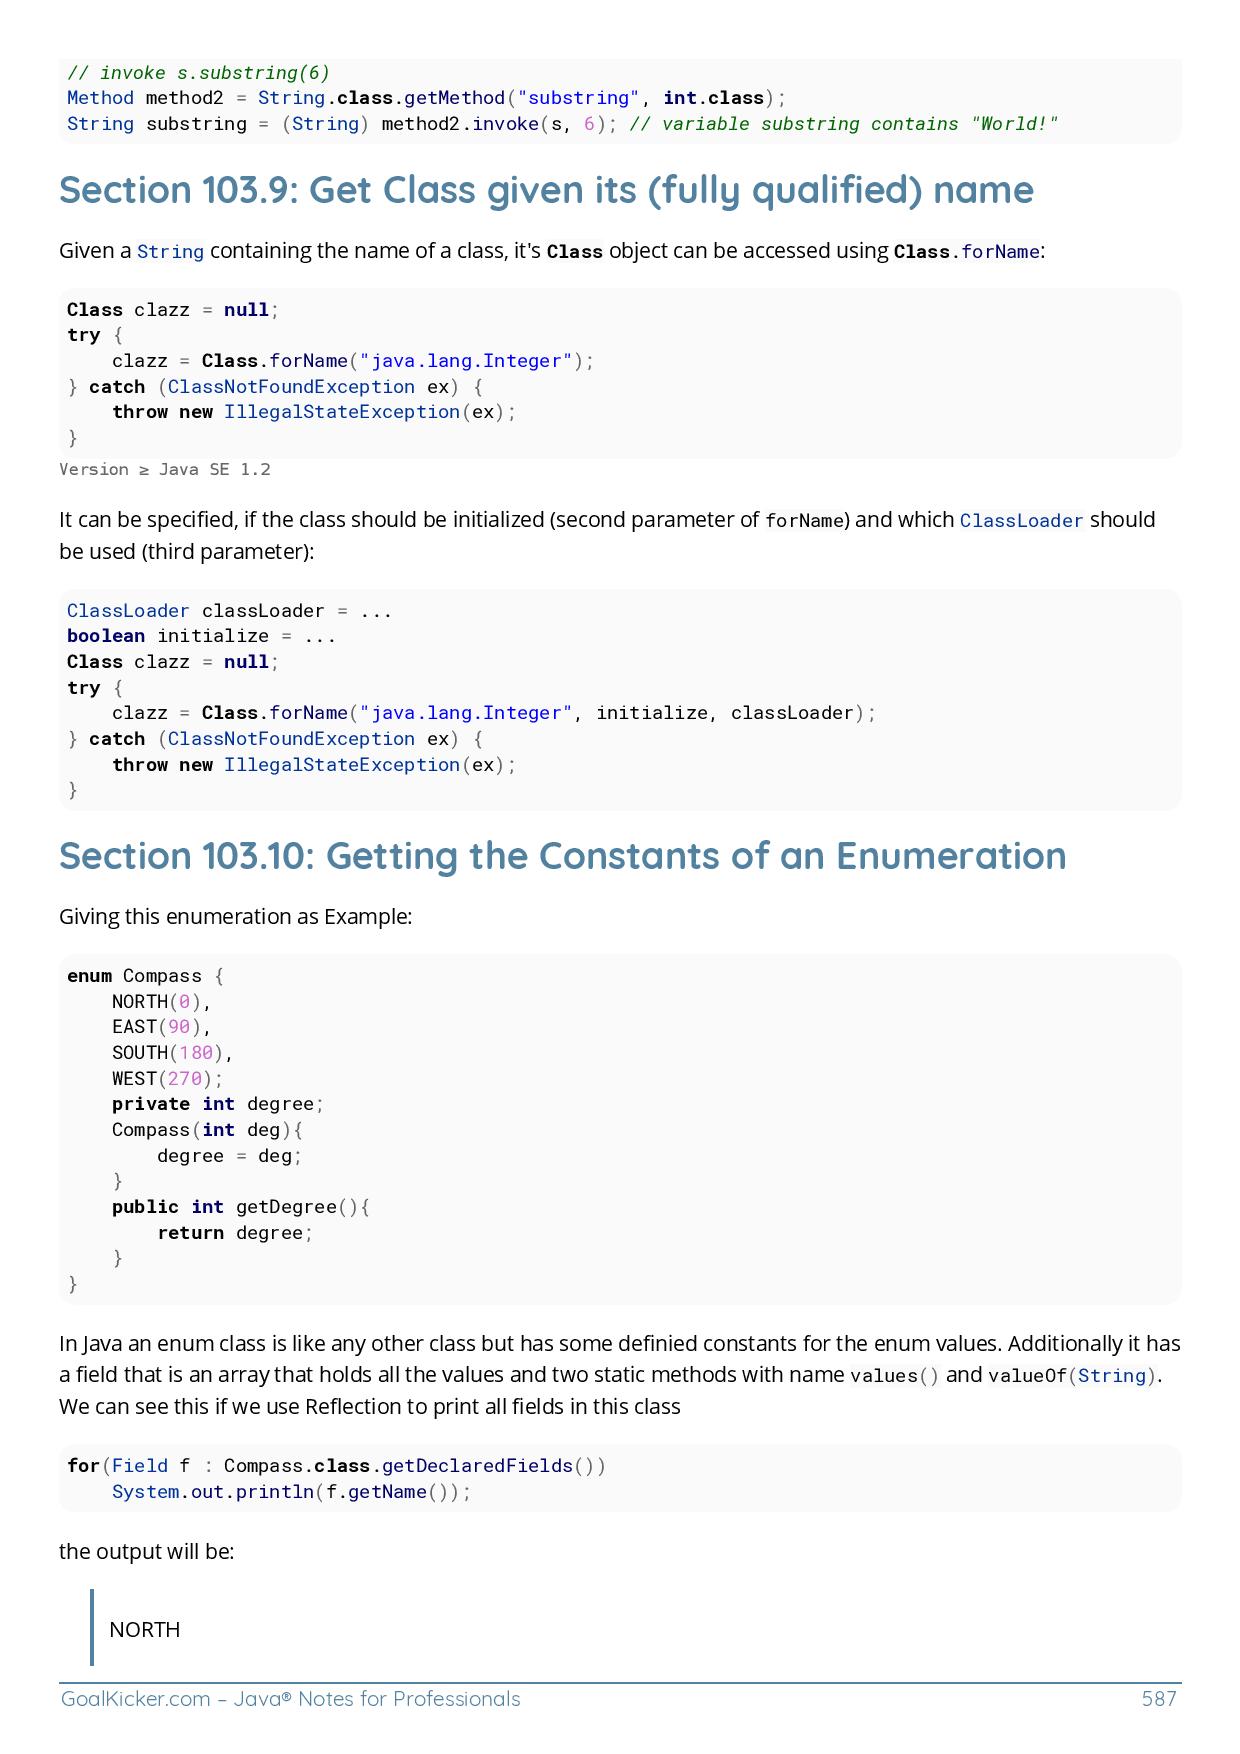 // invoke s.substring(6)
Method method2 = String.class.getMethod("substring", int.class);
String substring = (String) method2.invoke(s, 6); // variable substring contains "World!"
Section 103.9: Get Class given its (fully qualified) name
Given a String containing the name of a class, it's Class object can be accessed using Class.forName:
Class clazz = null;
try {
    clazz = Class.forName("java.lang.Integer");
} catch (ClassNotFoundException ex) {
    throw new IllegalStateException(ex);
}
Version ≥ Java SE 1.2
It can be specified, if the class should be initialized (second parameter of forName) and which ClassLoader should
be used (third parameter):
ClassLoader classLoader = ...
boolean initialize = ...
Class clazz = null;
try {
    clazz = Class.forName("java.lang.Integer", initialize, classLoader);
} catch (ClassNotFoundException ex) {
    throw new IllegalStateException(ex);
}
Section 103.10: Getting the Constants of an Enumeration
Giving this enumeration as Example:
enum Compass {
    NORTH(0),
    EAST(90),
    SOUTH(180),
    WEST(270);
    private int degree;
    Compass(int deg){
        degree = deg;
    }
    public int getDegree(){
        return degree;
    }
}
In Java an enum class is like any other class but has some definied constants for the enum values. Additionally it has
a field that is an array that holds all the values and two static methods with name values() and valueOf(String).
We can see this if we use Reflection to print all fields in this class
for(Field f : Compass.class.getDeclaredFields())
    System.out.println(f.getName());
the output will be:
NORTH
GoalKicker.com – Java® Notes for Professionals
587